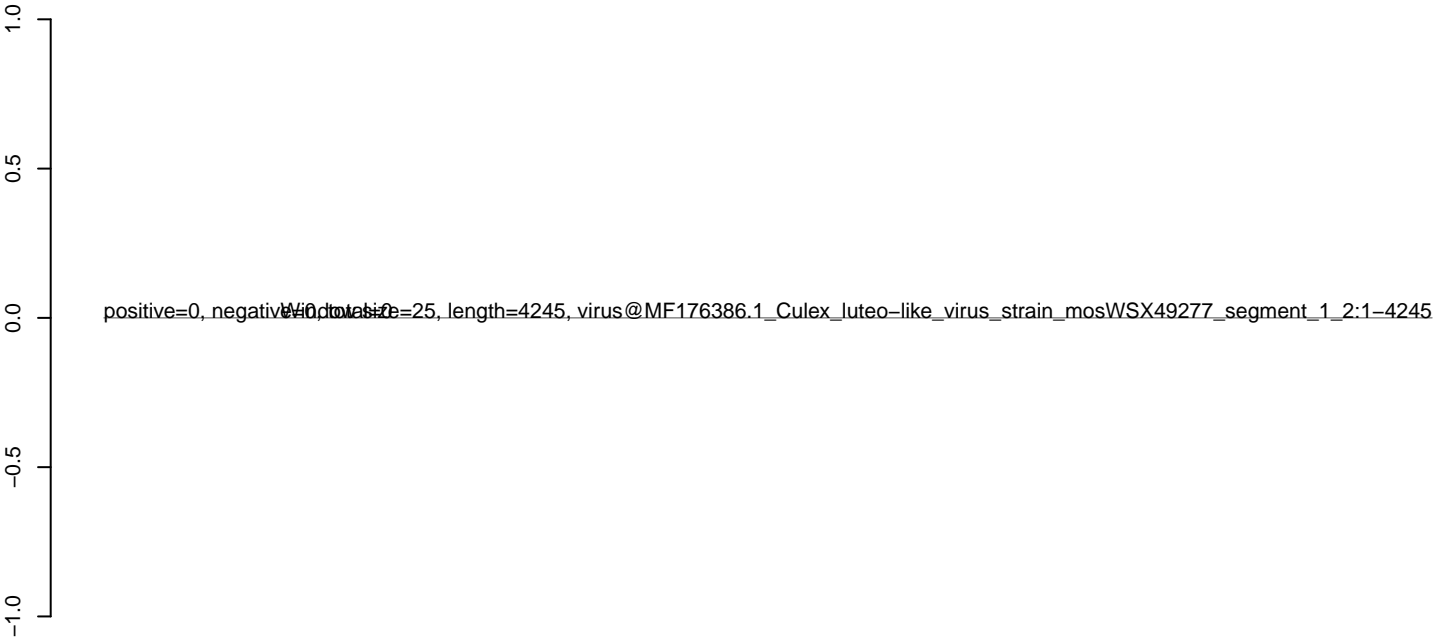 1.0
0.5
0.0
−0.5
−1.0
positive=0, negative=0, total=0
Window size=25, length=4245, virus@MF176386.1_Culex_luteo−like_virus_strain_mosWSX49277_segment_1_2:1−4245